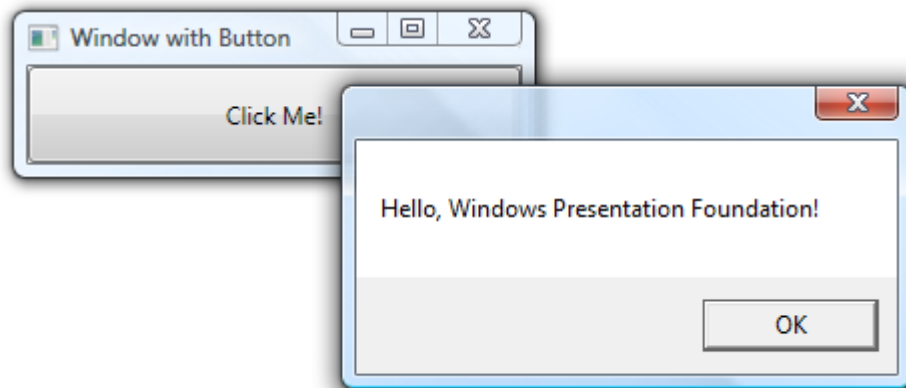 Window with Button
Click Me!
Hello, Windows Presentation Foundation!
OK